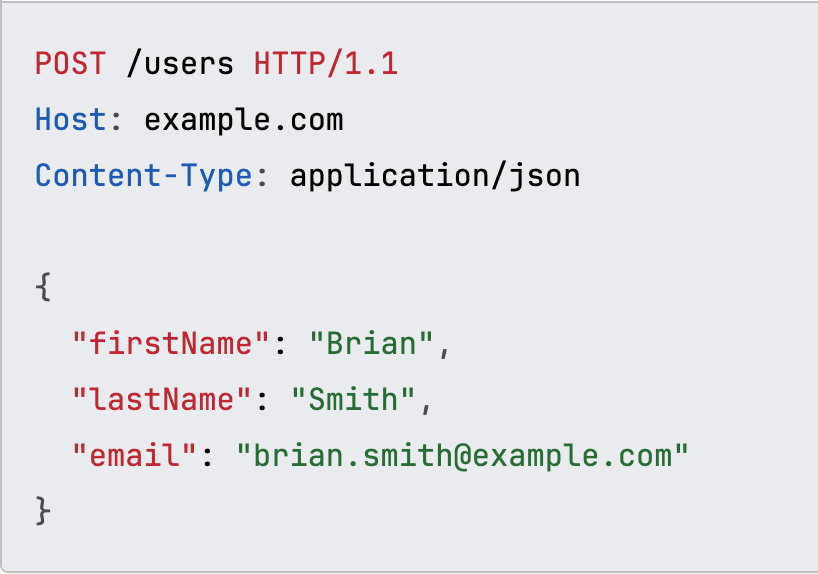 POST /users HTTP/1.1
Host: example.com
Content-Type: application/json

{
  "firstName": "Brian",
  "lastName": "Smith",
  "email": "brian.smith@example.com"
}